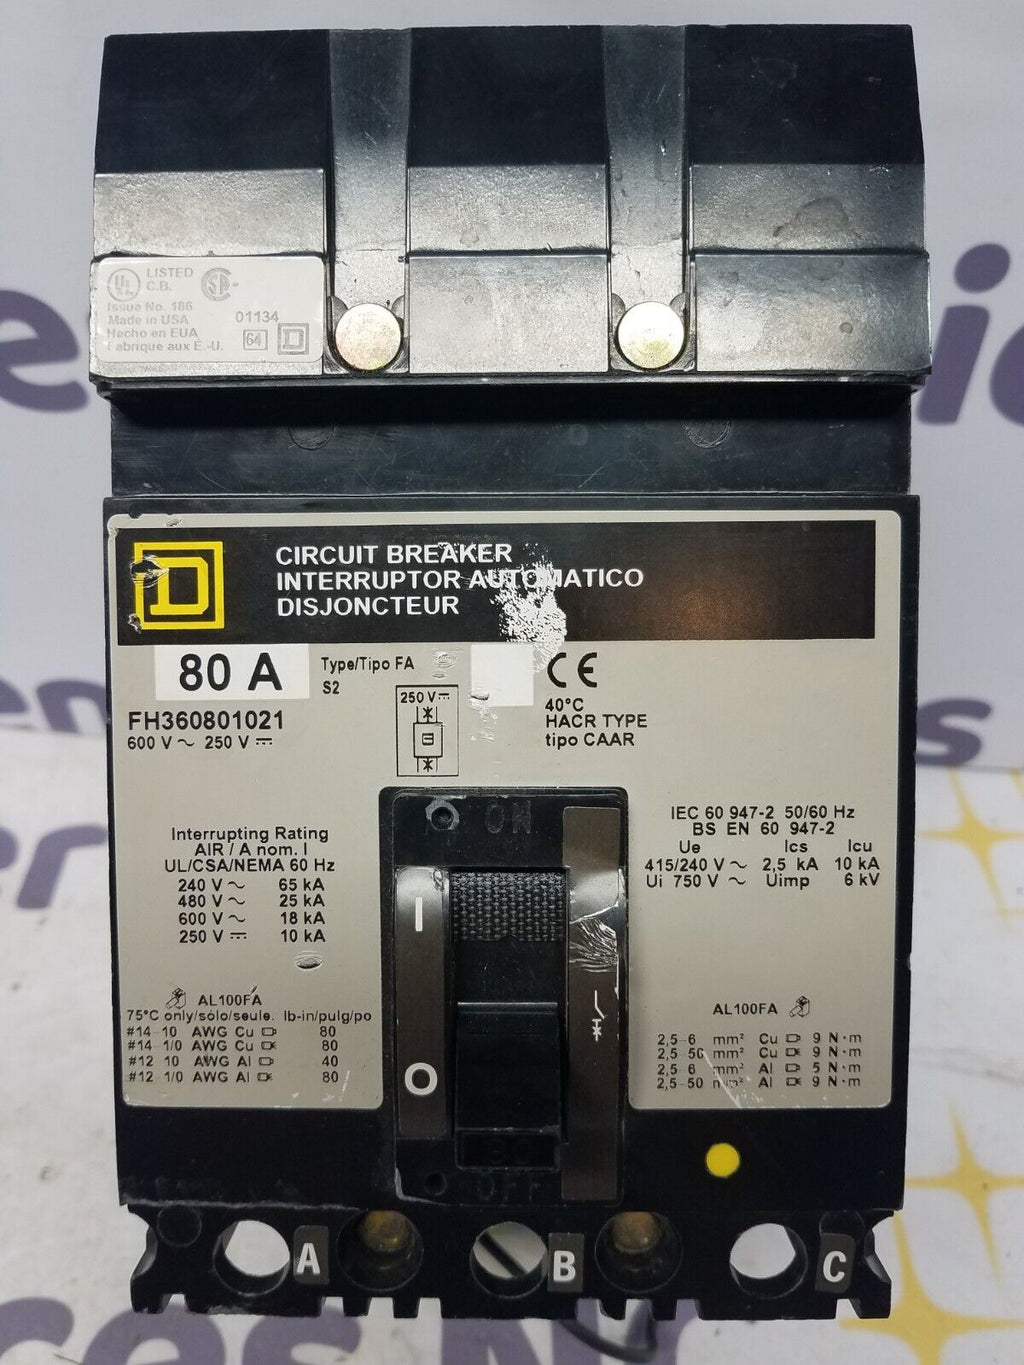 LISTED
C.B.
Issue No. 186
Made in USA
Hecho en EUA
Fabrique aux E.-U.
01134
64
CIRCUIT BREAKER
INTERRUPTOR AUTOMATICO
DISJONCTEUR
80 A
Type/Tipo FA
S2
CE
FH360801021
600 V ~ 250 V ⎓
250 V ⎓
40°C
HACR TYPE
tipo CAAR
ON
Interrupting Rating
AIR / A nom. I
UL/CSA/NEMA 60 Hz
240 V ~ 65 kA
480 V ~ 25 kA
600 V ~ 18 kA
250 V ⎓ 10 kA
IEC 60 947-2 50/60 Hz
BS EN 60 947-2
Ue Ics Icu
415/240 V ~ 2,5 kA 10 kA
Ui 750 V ~ Uimp 6 kV
I
O
AL100FA
75°C only/sólo/seule. lb-in/pulg/po
#14-10 AWG Cu 80
#14-1/0 AWG Cu 80
#12 10 AWG Al 40
#12-1/0 AWG Al 80
AL100FA
2,5-6 mm² Cu 9 N·m
2,5-50 mm² Cu 9 N·m
2,5-6 mm² Al 5 N·m
2,5-50 mm² Al 9 N·m
80
OFF
A
B
C